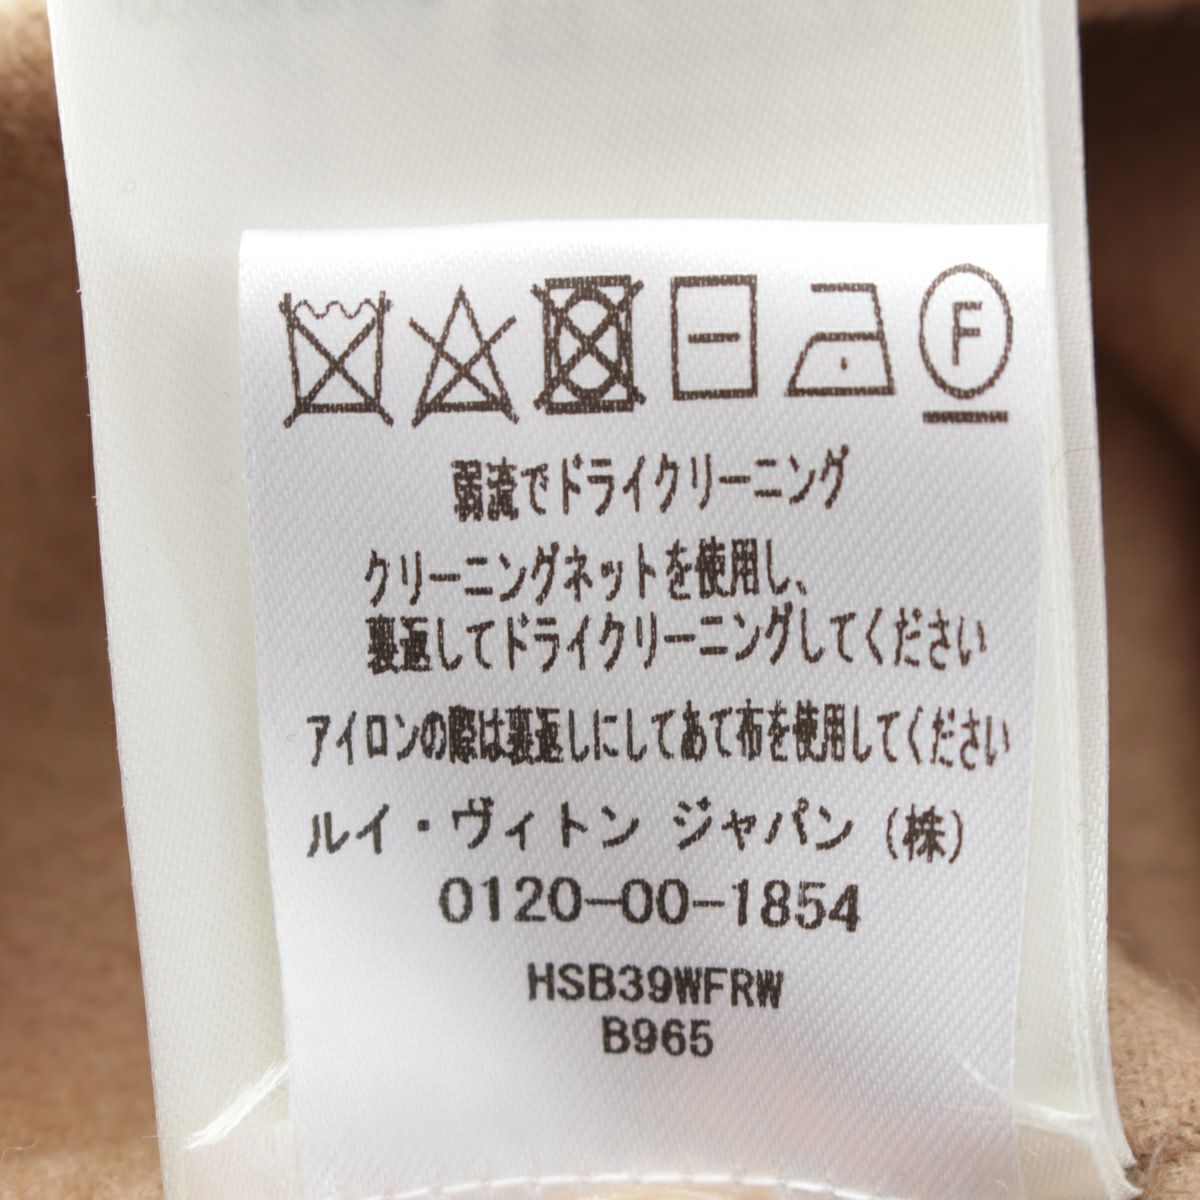 F
弱流でドライクリーニング
クリーニングネットを使用し、
裏返してドライクリーニングしてください
アイロンの際は裏返しにしてあて布を使用してください
ルイ・ヴィトン ジャパン (株)
0120-00-1854
HSB39WFRW
B965